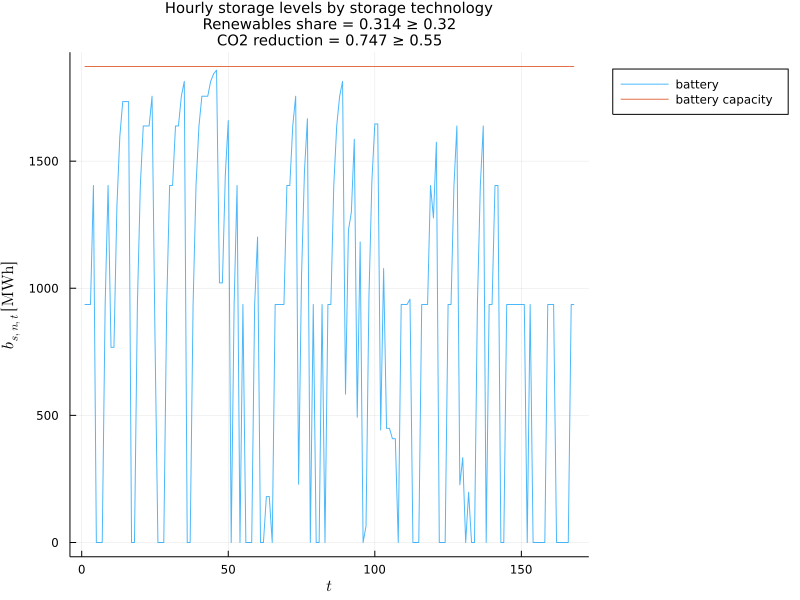 Hourly storage levels by storage technology
Renewables share = 0.314 ≥ 0.32
CO2 reduction = 0.747 ≥ 0.55
battery
battery capacity
1500
1000
500
0
b_{s, n, t} [MWh]
0 50 100 150
t